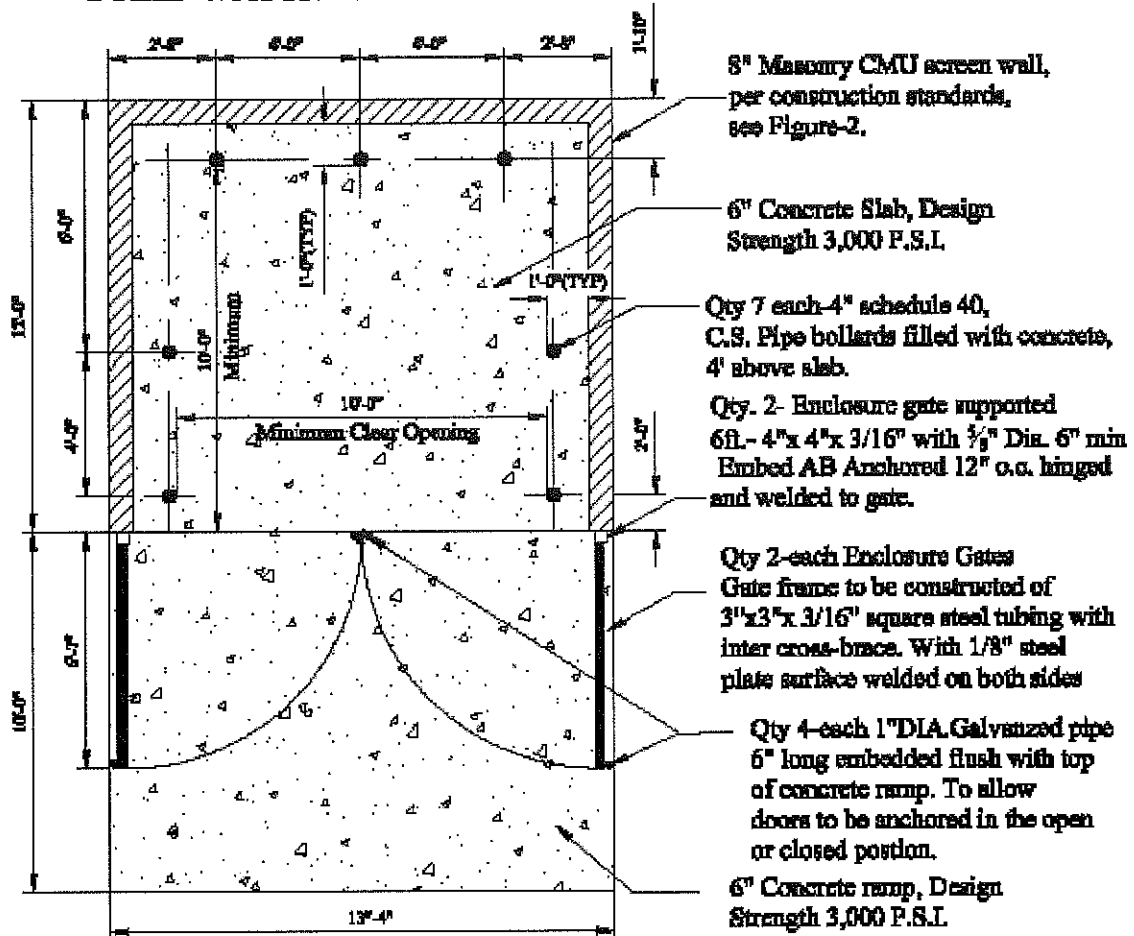 2'-8"
4'-0"
4'-0"
2'-8"
1'-10"
8" Masonry CMU screen wall,
per construction standards,
see Figure-2.
6" Concrete Slab, Design
Strength 3,000 P.S.I.
12'-0"
6'-0"
4'-0"
10'-0"
Minimum
1'-0"(TYP)
1'-0"(TYP)
Qty 7 each-4" schedule 40,
C.S. Pipe bollards filled with concrete,
4' above slab.
10'-0"
Minimum Clear Opening
2'-0"
Qty. 2- Enclosure gate supported
6ft.- 4"x 4"x 3/16" with ⅝" Dia. 6" min
Embed AB Anchored 12" o.c. hinged
and welded to gate.
10'-0"
6'-7"
Qty 2-each Enclosure Gates
Gate frame to be constructed of
3"x3"x 3/16" square steel tubing with
inter cross-brace. With 1/8" steel
plate surface welded on both sides
Qty 4-each 1"DIA.Galvanized pipe
6" long embedded flush with top
of concrete ramp. To allow
doors to be anchored in the open
or closed postion.
6" Concrete ramp, Design
Strength 3,000 P.S.I.
13'-4"